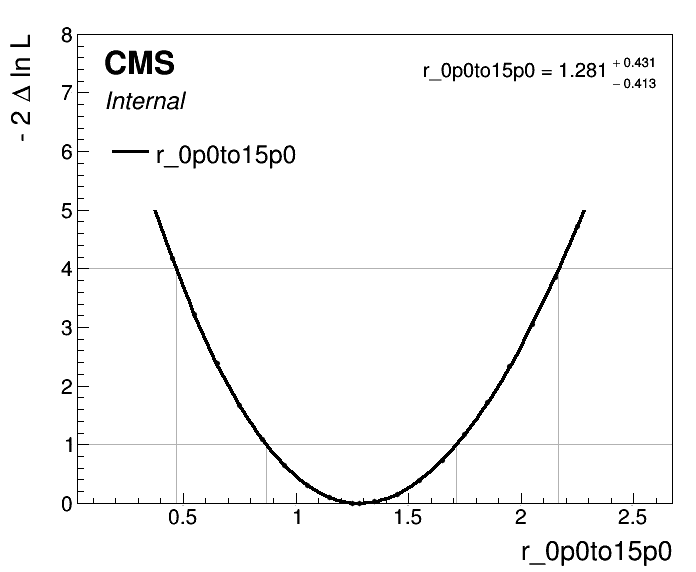 CMS
Internal
r_0p0to15p0 = 1.281 +0.431 −0.413
r_0p0to15p0
- 2 Δ ln L
8
7
6
5
4
3
2
1
0
0.5 1 1.5 2 2.5
r_0p0to15p0